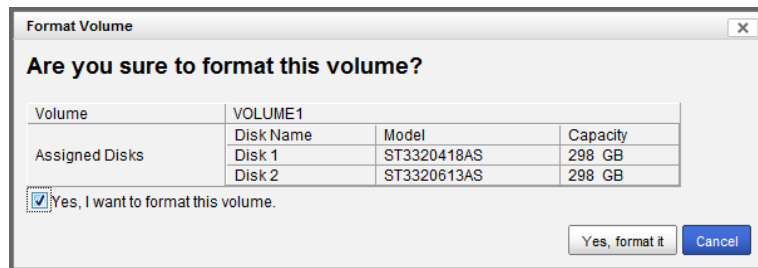 Format Volume
Are you sure to format this volume?
Volume VOLUME1
Assigned Disks
Disk Name Model Capacity
Disk 1 ST3320418AS 298 GB
Disk 2 ST3320613AS 298 GB
Yes, I want to format this volume.
Yes, format it Cancel